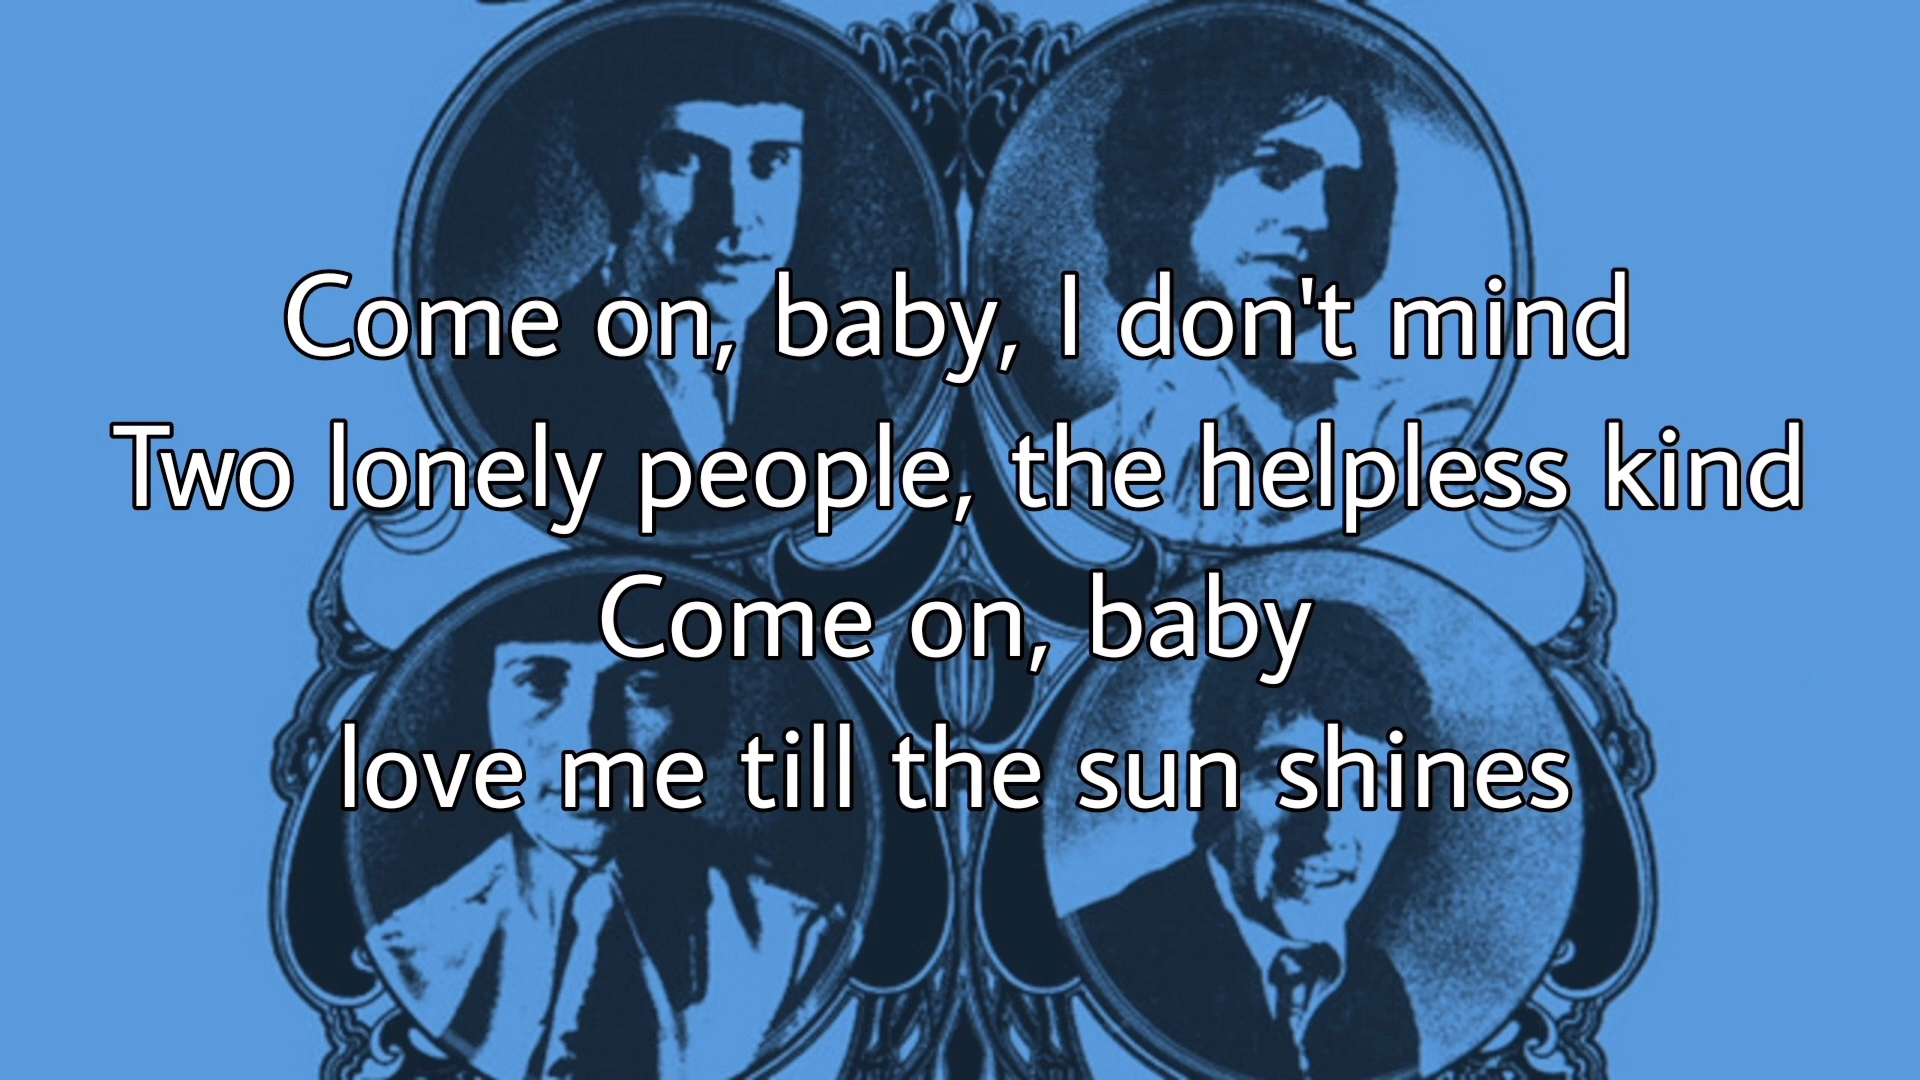 Come on, baby, I don't mind
Two lonely people, the helpless kind
Come on, baby
love me till the sun shines